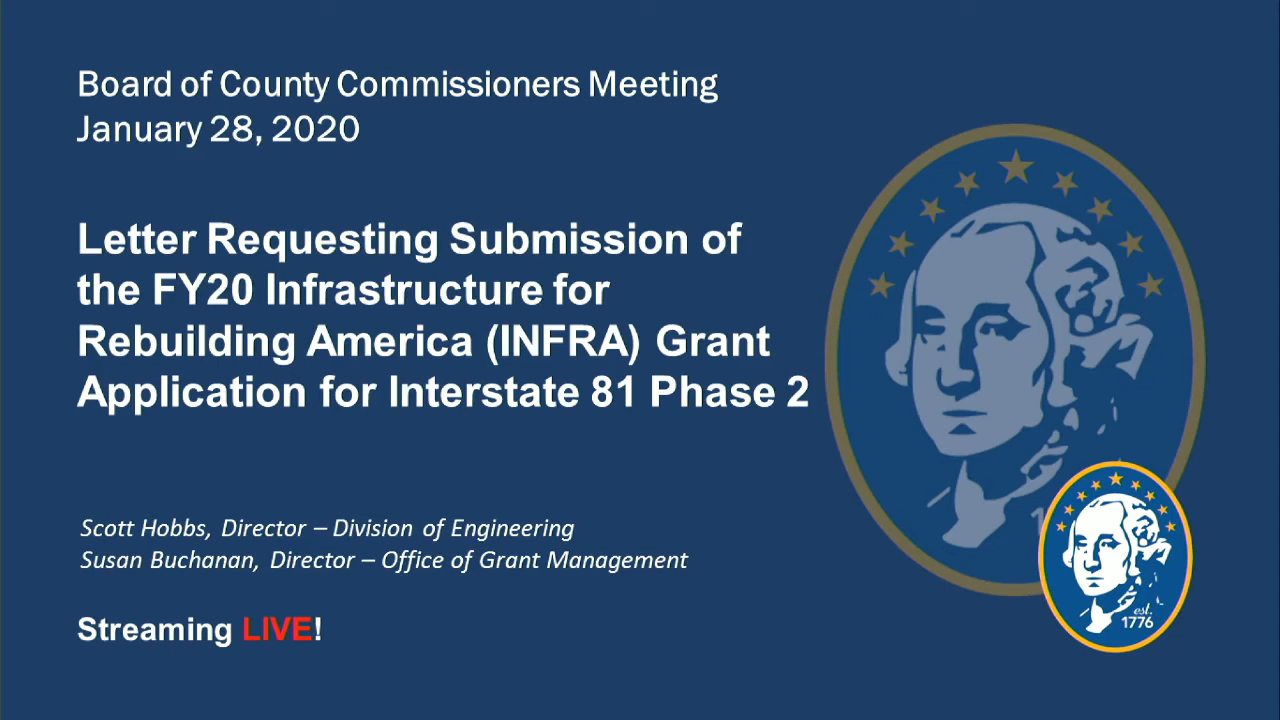 Board of County Commissioners Meeting
January 28, 2020
Letter Requesting Submission of
the FY20 Infrastructure for
Rebuilding America (INFRA) Grant
Application for Interstate 81 Phase 2
Scott Hobbs, Director – Division of Engineering
Susan Buchanan, Director – Office of Grant Management
Streaming LIVE!
est.
1776